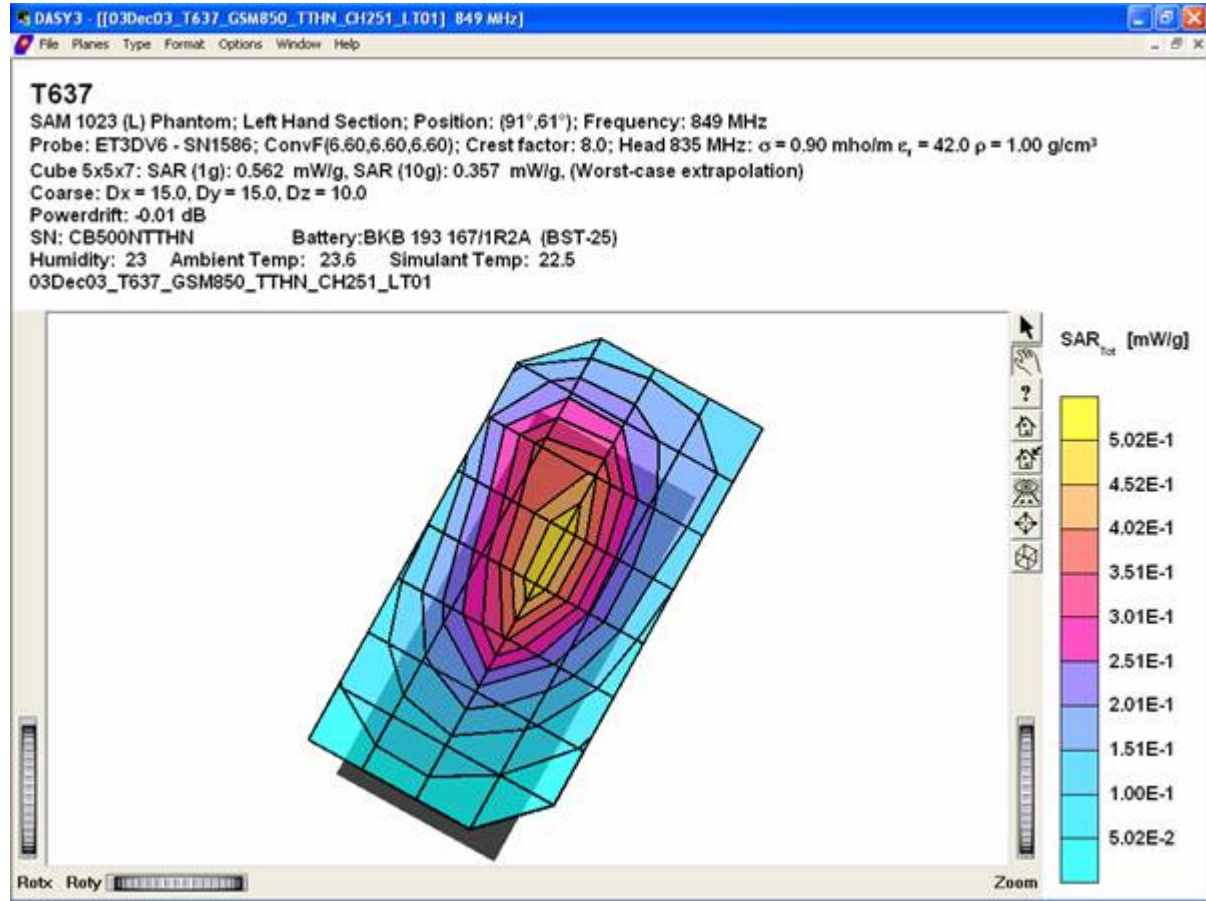 DASY3 - [[03Dec03_T637_GSM850_TTHN_CH251_LT01] 849 MHz]
File Planes Type Format Options Window Help
T637
SAM 1023 (L) Phantom; Left Hand Section; Position: (91°,61°); Frequency: 849 MHz
Probe: ET3DV6 - SN1586; ConvF(6.60,6.60,6.60); Crest factor: 8.0; Head 835 MHz: σ = 0.90 mho/m εr = 42.0 ρ = 1.00 g/cm³
Cube 5x5x7: SAR (1g): 0.562 mW/g, SAR (10g): 0.357 mW/g, (Worst-case extrapolation)
Coarse: Dx = 15.0, Dy = 15.0, Dz = 10.0
Powerdrift: -0.01 dB
SN: CB500NTTHN Battery:BKB 193 167/1R2A (BST-25)
Humidity: 23 Ambient Temp: 23.6 Simulant Temp: 22.5
03Dec03_T637_GSM850_TTHN_CH251_LT01
SARTot [mW/g]
?
5.02E-1
4.52E-1
4.02E-1
3.51E-1
3.01E-1
2.51E-1
2.01E-1
1.51E-1
1.00E-1
5.02E-2
Rotx Roty Zoom